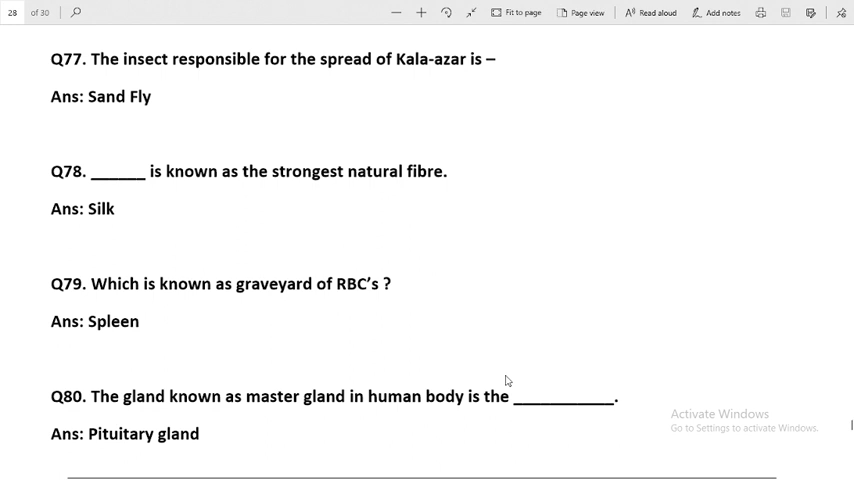 28 of 30 Fit to page Page view Read aloud Add notes
Q77. The insect responsible for the spread of Kala-azar is –
Ans: Sand Fly
Q78. ______ is known as the strongest natural fibre.
Ans: Silk
Q79. Which is known as graveyard of RBC’s ?
Ans: Spleen
Q80. The gland known as master gland in human body is the ___________.
Ans: Pituitary gland
Activate Windows
Go to Settings to activate Windows.